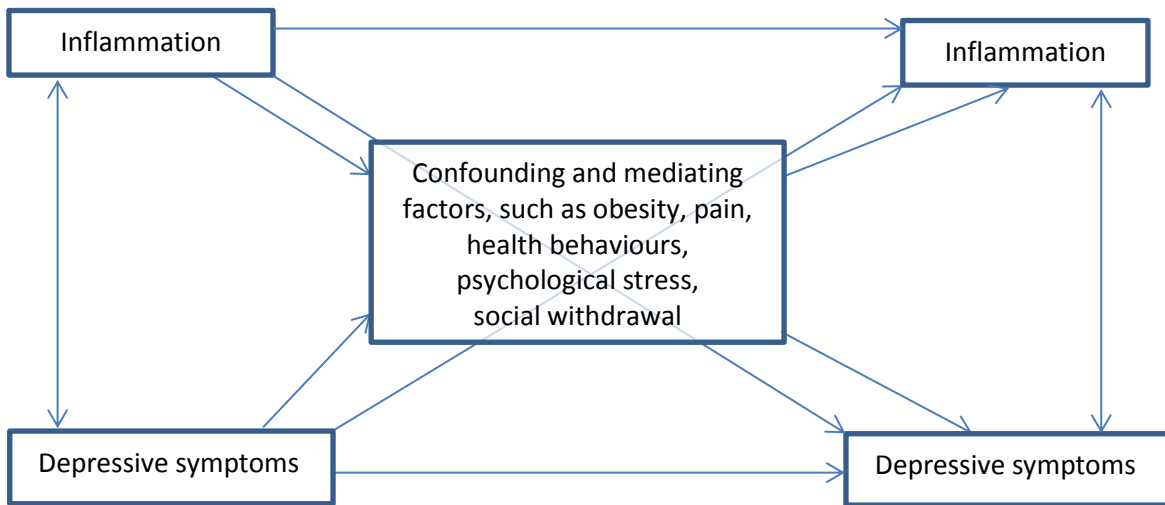 Inflammation
Inflammation
Confounding and mediating
factors, such as obesity, pain,
health behaviours,
psychological stress,
social withdrawal
Depressive symptoms
Depressive symptoms